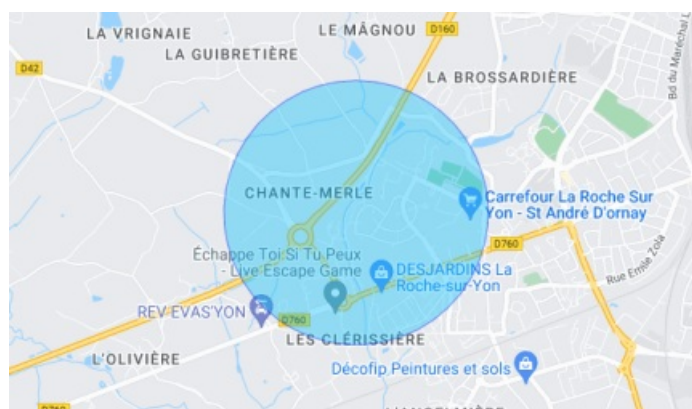 LE MÂGNOU
D160
LA VRIGNAIE
LA GUIBRETIÈRE
D42
LA BROSSARDIÈRE
Bd du Maréchal L
CHANTE-MERLE
Carrefour La Roche Sur
Yon - St André D'ornay
D760
Rue Emile Zola
Échappe Toi Si Tu Peux
- Live Escape Game
DESJARDINS La
Roche-sur-Yon
REV EVAS'YON
D760
LES CLÉRISSIÈRE
L'OLIVIÈRE
Décofip Peintures et sols
D760